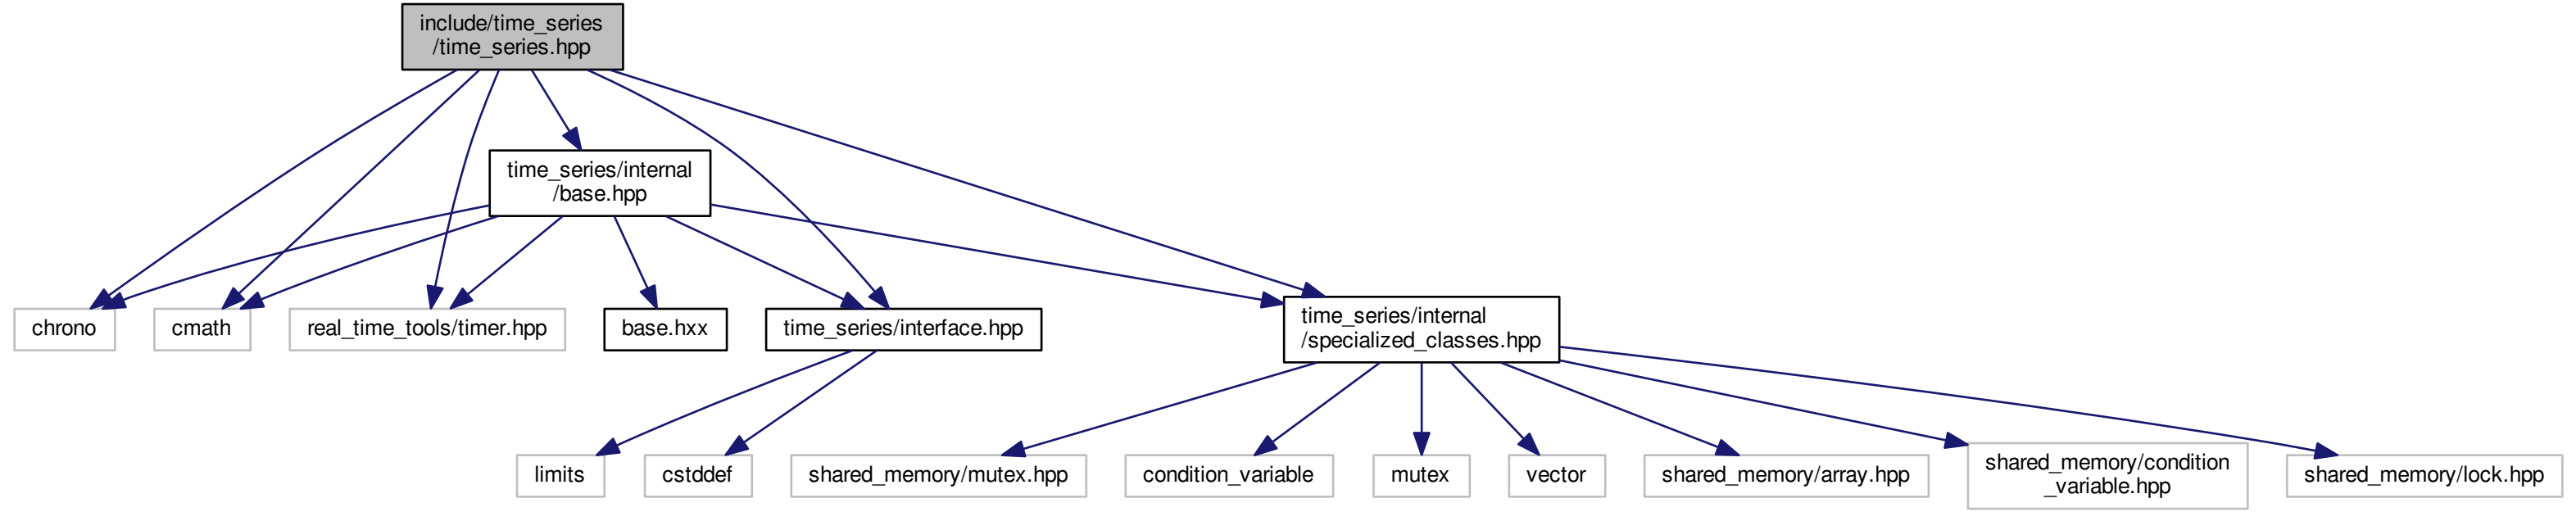 include/time_series
/time_series.hpp
time_series/internal
/base.hpp
chrono
cmath
real_time_tools/timer.hpp
base.hxx
time_series/interface.hpp
time_series/internal
/specialized_classes.hpp
limits
cstddef
shared_memory/mutex.hpp
condition_variable
mutex
vector
shared_memory/array.hpp
shared_memory/condition
_variable.hpp
shared_memory/lock.hpp